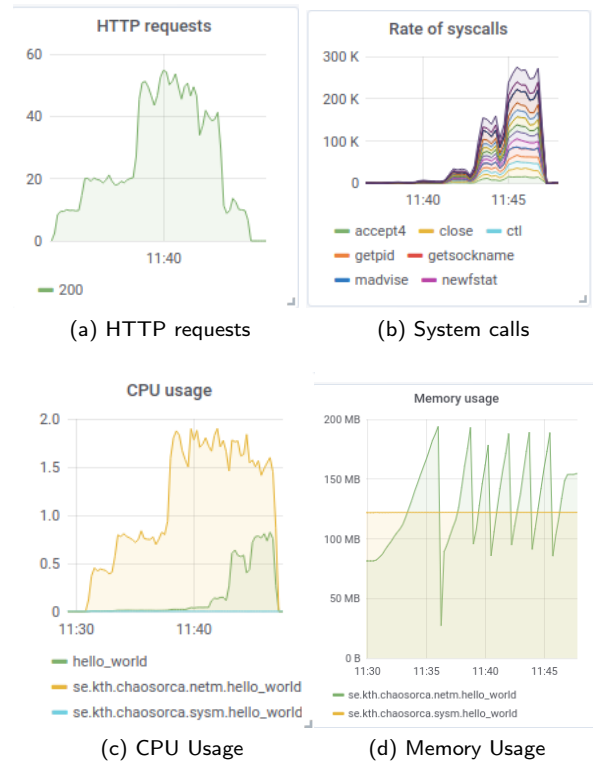 HTTP requests
60
40
20
0
11:40
200
(a) HTTP requests
Rate of syscalls
300 K
200 K
100 K
0
11:40 11:45
accept4 close ctl
getpid getsockname
madvise newfstat
(b) System calls
CPU usage
2.0
1.5
1.0
0.5
0
11:30 11:40
hello_world
se.kth.chaosorca.netm.hello_world
se.kth.chaosorca.sysm.hello_world
(c) CPU Usage
Memory usage
200 MB
150 MB
100 MB
50 MB
0 B
11:30 11:35 11:40 11:45
se.kth.chaosorca.netm.hello_world
se.kth.chaosorca.sysm.hello_world
(d) Memory Usage